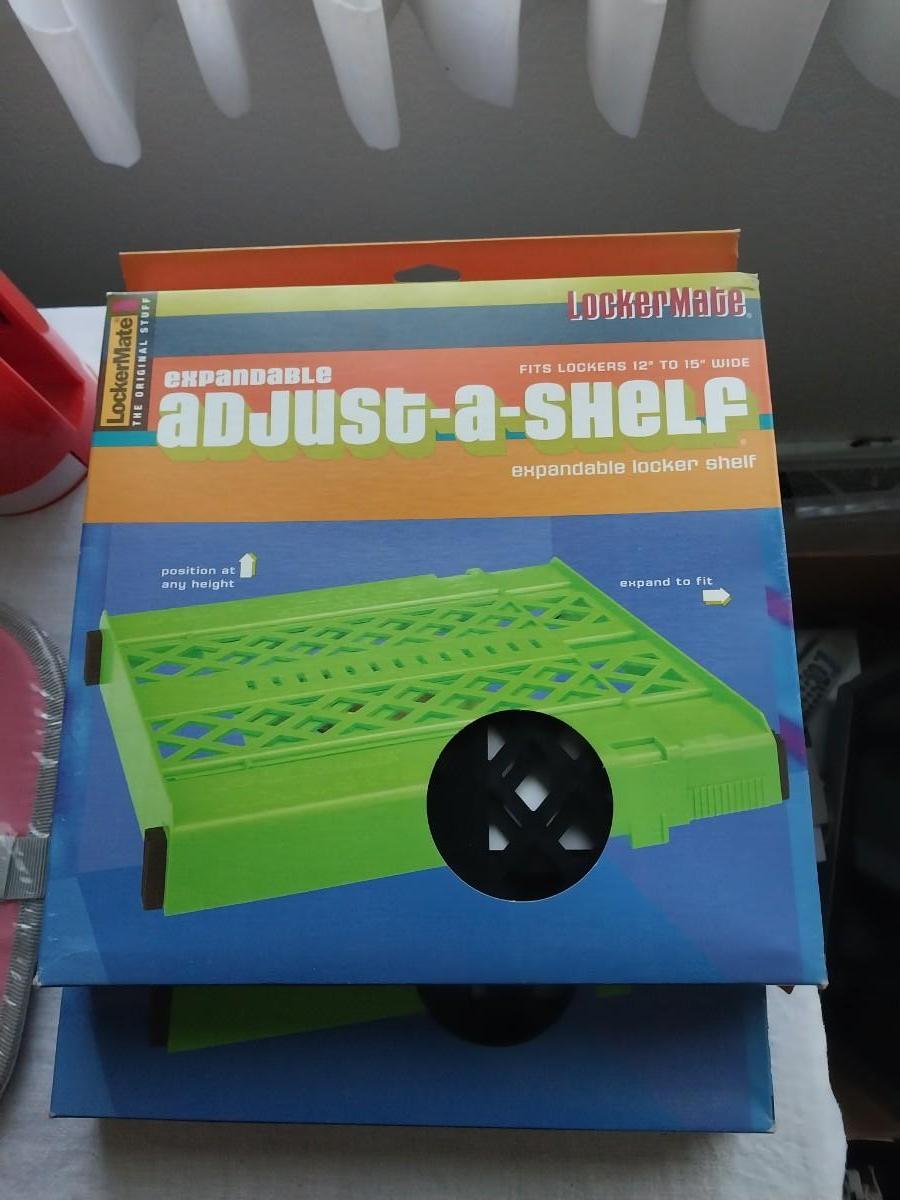 LockerMate®
THE ORIGINAL STUFF
LockerMate®
expandable
FITS LOCKERS 12" TO 15" WIDE
aDJUSt-a-SHeLF®
expandable locker shelf
position at
any height
expand to fit